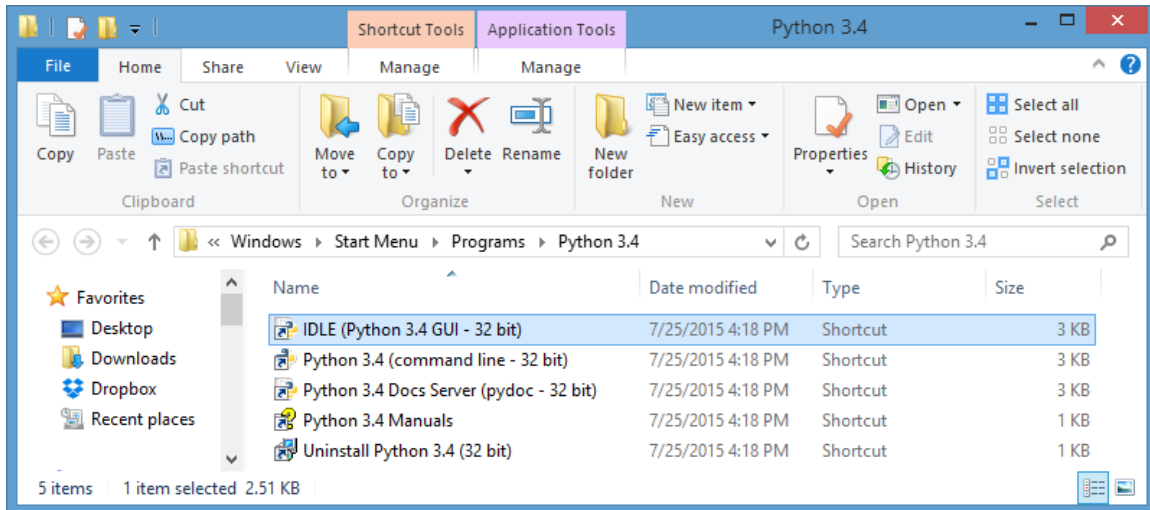 Shortcut Tools Application Tools Python 3.4
File Home Share View Manage Manage
Copy
Paste
Cut
Copy path
Paste shortcut
Clipboard
Move to
Copy to
Delete
Rename
Organize
New folder
New item
Easy access
New
Properties
Open
Edit
History
Open
Select all
Select none
Invert selection
Select
« Windows Start Menu Programs Python 3.4 Search Python 3.4
Favorites
Desktop
Downloads
Dropbox
Recent places
Name Date modified Type Size
IDLE (Python 3.4 GUI - 32 bit) 7/25/2015 4:18 PM Shortcut 3 KB
Python 3.4 (command line - 32 bit) 7/25/2015 4:18 PM Shortcut 3 KB
Python 3.4 Docs Server (pydoc - 32 bit) 7/25/2015 4:18 PM Shortcut 3 KB
Python 3.4 Manuals 7/25/2015 4:18 PM Shortcut 1 KB
Uninstall Python 3.4 (32 bit) 7/25/2015 4:18 PM Shortcut 1 KB
5 items 1 item selected 2.51 KB